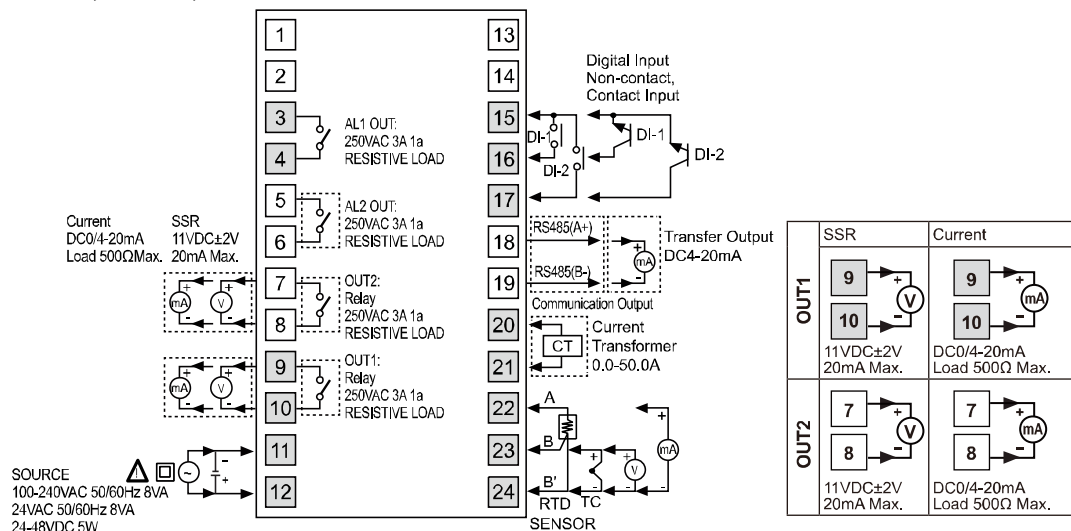 1
2
3
4
5
6
7
8
9
10
11
12
13
14
15
16
17
18
19
20
21
22
23
24
AL1 OUT:
250VAC 3A 1a
RESISTIVE LOAD
AL2 OUT:
250VAC 3A 1a
RESISTIVE LOAD
OUT2:
Relay
250VAC 3A 1a
RESISTIVE LOAD
OUT1:
Relay
250VAC 3A 1a
RESISTIVE LOAD
Current
DC0/4-20mA
Load 500ΩMax.
SSR
11VDC±2V
20mA Max.
+
mA
-
+
V
-
+
mA
-
+
V
-
-
+
SOURCE
100-240VAC 50/60Hz 8VA
24VAC 50/60Hz 8VA
24-48VDC 5W
Digital Input
Non-contact,
Contact Input
DI-1
DI-2
DI-1
DI-2
RS485(A+)
RS485(B-)
+
mA
-
Transfer Output
DC4-20mA
Communication Output
CT
Current
Transformer
0.0-50.0A
A
B
B'
RTD
+
-
TC
+
V
-
+
mA
-
SENSOR
SSR
Current
OUT1
9
10
+
V
-
11VDC±2V
20mA Max.
9
10
+
mA
-
DC0/4-20mA
Load 500Ω Max.
OUT2
7
8
+
V
-
11VDC±2V
20mA Max.
7
8
+
mA
-
DC0/4-20mA
Load 500Ω Max.